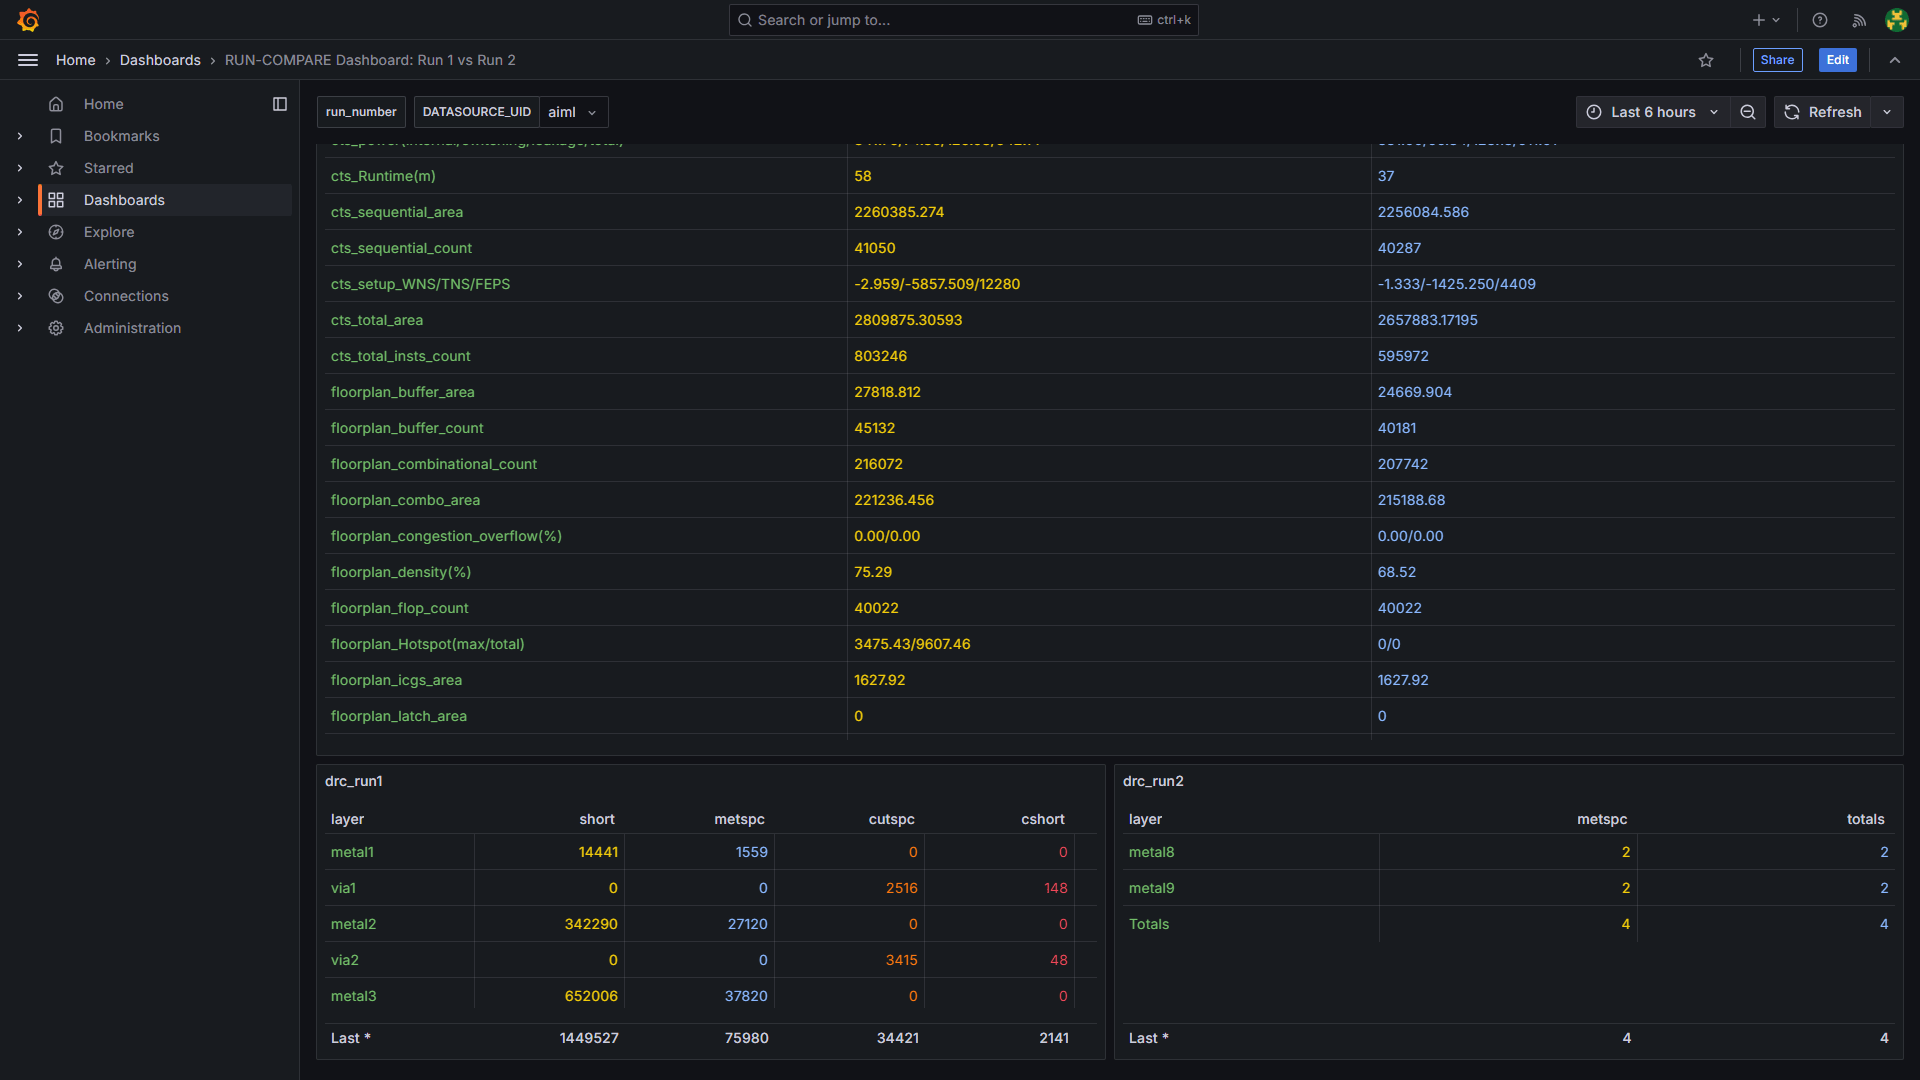 Search or jump to...
ctrl+k
Home › Dashboards › RUN-COMPARE Dashboard: Run 1 vs Run 2
Share
Edit
Home
Bookmarks
Starred
Dashboards
Explore
Alerting
Connections
Administration
run_number
DATASOURCE_UID
aiml
Last 6 hours
Refresh
cts_Runtime(m) 58 37
cts_sequential_area 2260385.274 2256084.586
cts_sequential_count 41050 40287
cts_setup_WNS/TNS/FEPS -2.959/-5857.509/12280 -1.333/-1425.250/4409
cts_total_area 2809875.30593 2657883.17195
cts_total_insts_count 803246 595972
floorplan_buffer_area 27818.812 24669.904
floorplan_buffer_count 45132 40181
floorplan_combinational_count 216072 207742
floorplan_combo_area 221236.456 215188.68
floorplan_congestion_overflow(%) 0.00/0.00 0.00/0.00
floorplan_density(%) 75.29 68.52
floorplan_flop_count 40022 40022
floorplan_Hotspot(max/total) 3475.43/9607.46 0/0
floorplan_icgs_area 1627.92 1627.92
floorplan_latch_area 0 0
drc_run1
layer short metspc cutspc cshort
metal1 14441 1559 0 0
via1 0 0 2516 148
metal2 342290 27120 0 0
via2 0 0 3415 48
metal3 652006 37820 0 0
Last * 1449527 75980 34421 2141
drc_run2
layer metspc totals
metal8 2 2
metal9 2 2
Totals 4 4
Last * 4 4